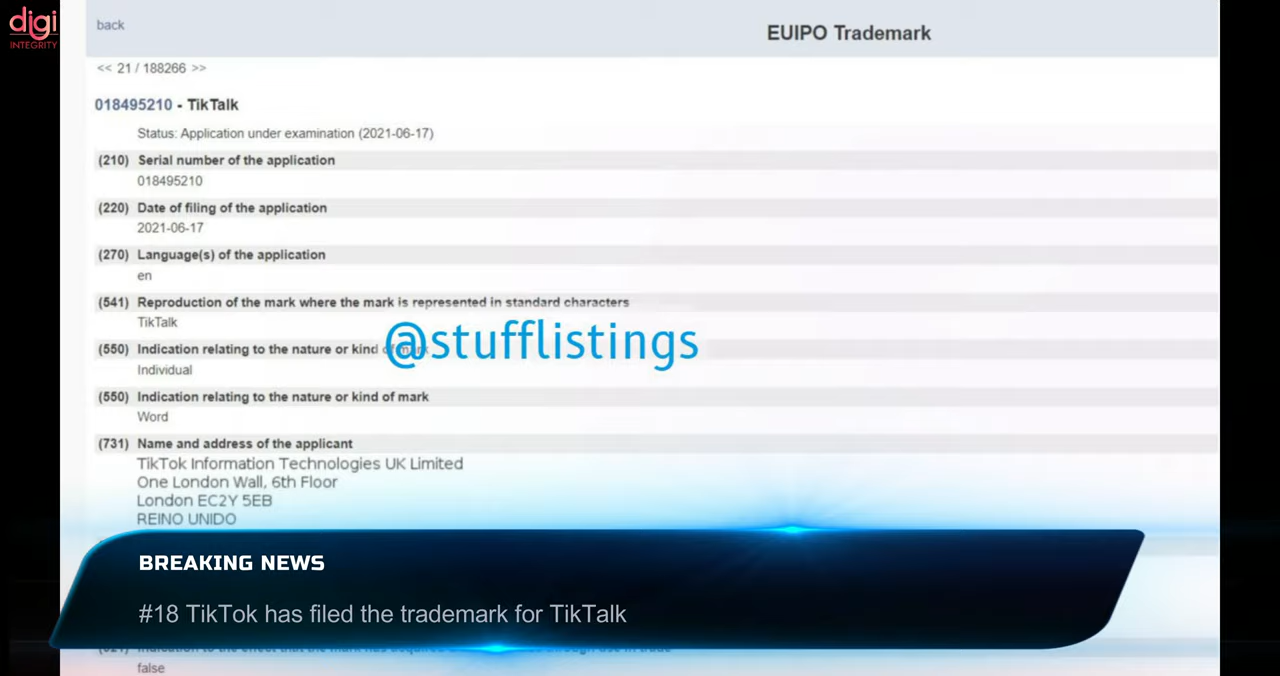 digi
INTEGRITY
back
EUIPO Trademark
<< 21 / 188266 >>
018495210 - TikTalk
Status: Application under examination (2021-06-17)
(210) Serial number of the application
018495210
(220) Date of filing of the application
2021-06-17
(270) Language(s) of the application
en
(541) Reproduction of the mark where the mark is represented in standard characters
TikTalk
@stufflistings
(550) Indication relating to the nature or kind of mark
Individual
(550) Indication relating to the nature or kind of mark
Word
(731) Name and address of the applicant
TikTok Information Technologies UK Limited
One London Wall, 6th Floor
London EC2Y 5EB
REINO UNIDO
BREAKING NEWS
#18 TikTok has filed the trademark for TikTalk
false